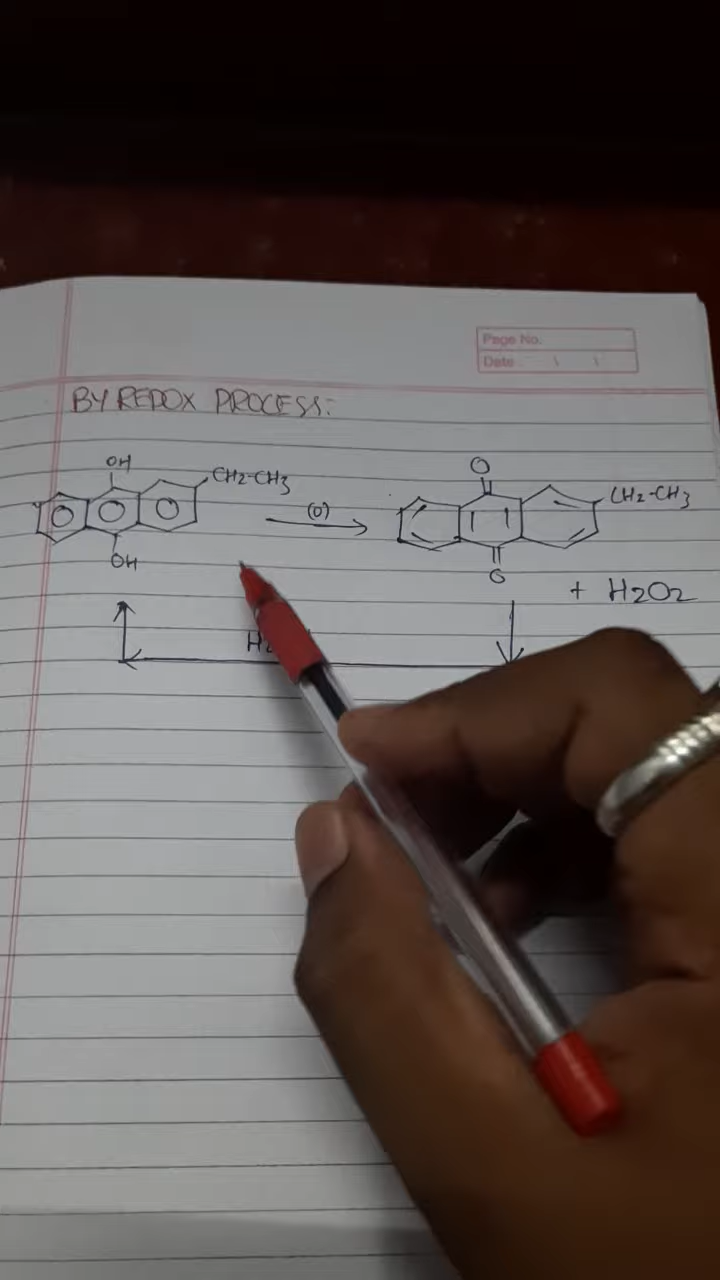 Page No.
Date
BY REDOX PROCESS:
OH
CH2-CH3
(O)
OH
O
CH2-CH3
O
+ H2O2